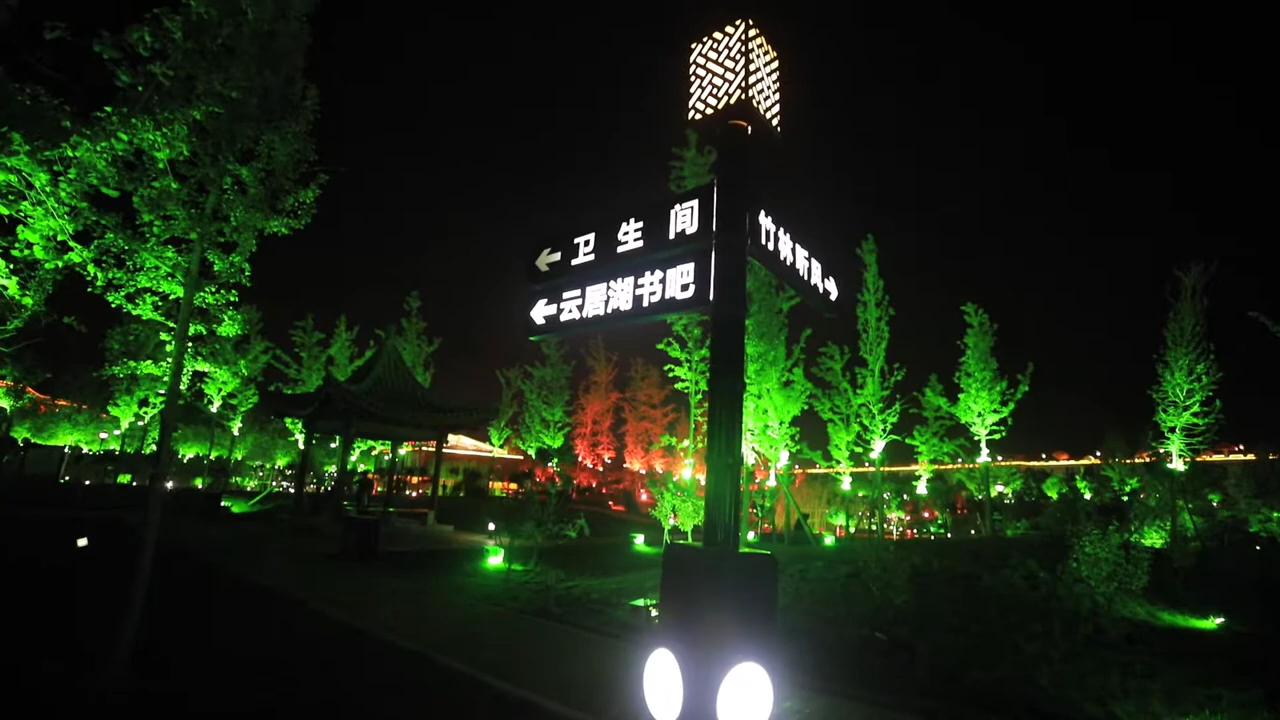 ← 卫生间
← 云居湖书吧
竹林听风 →